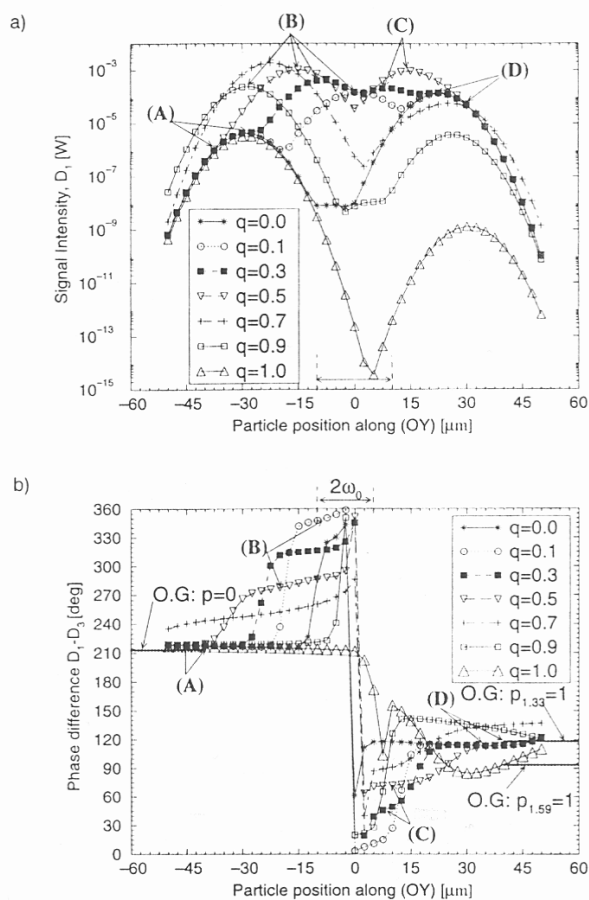 a)
(B)
(C)
(D)
(A)
Signal Intensity, D₁ [W]
10⁻³
10⁻⁵
10⁻⁷
10⁻⁹
10⁻¹¹
10⁻¹³
10⁻¹⁵
q=0.0
q=0.1
q=0.3
q=0.5
q=0.7
q=0.9
q=1.0
−60 −45 −30 −15 0 15 30 45 60
Particle position along (OY) [μm]
b)
2ω₀
Phase difference D₁-D₃ [deg]
360
330
300
270
240
210
180
150
120
90
60
30
0
(B)
O.G: p=0
(A)
q=0.0
q=0.1
q=0.3
q=0.5
q=0.7
q=0.9
q=1.0
(D)
O.G: p₁.₃₃=1
O.G: p₁.₅₉=1
(C)
−60 −45 −30 −15 0 15 30 45 60
Particle position along (OY) [μm]